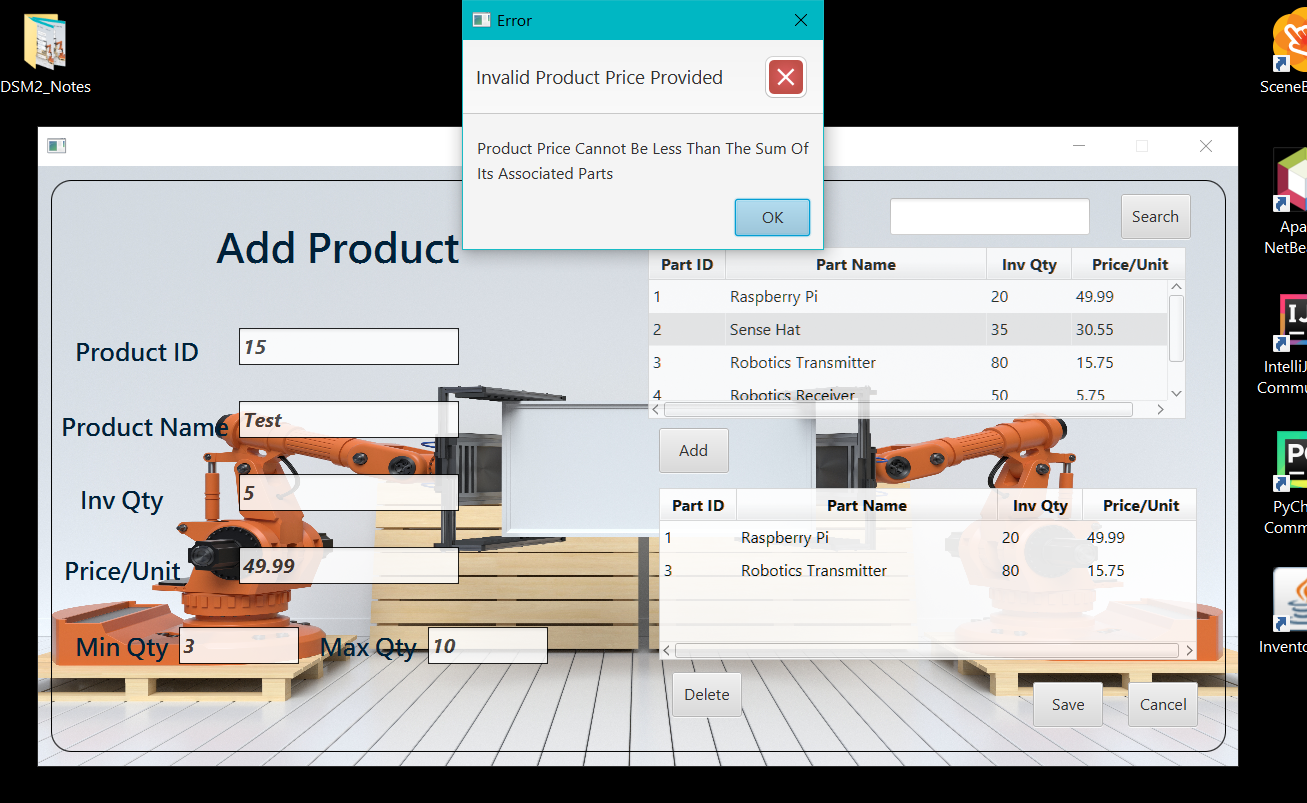 DSM2_Notes
Error
Invalid Product Price Provided
Product Price Cannot Be Less Than The Sum Of
Its Associated Parts
OK
Add Product
Search
Product ID 15
Product Name Test
Inv Qty 5
Price/Unit 49.99
Min Qty 3 Max Qty 10
Part ID Part Name Inv Qty Price/Unit
1 Raspberry Pi 20 49.99
2 Sense Hat 35 30.55
3 Robotics Transmitter 80 15.75
4 Robotics Receiver 50 5.75
Add
Part ID Part Name Inv Qty Price/Unit
1 Raspberry Pi 20 49.99
3 Robotics Transmitter 80 15.75
Delete
Save Cancel
SceneB
Apa
NetBea
IJ
IntelliJ
Commu
PC
PyCh
Comm
Invento